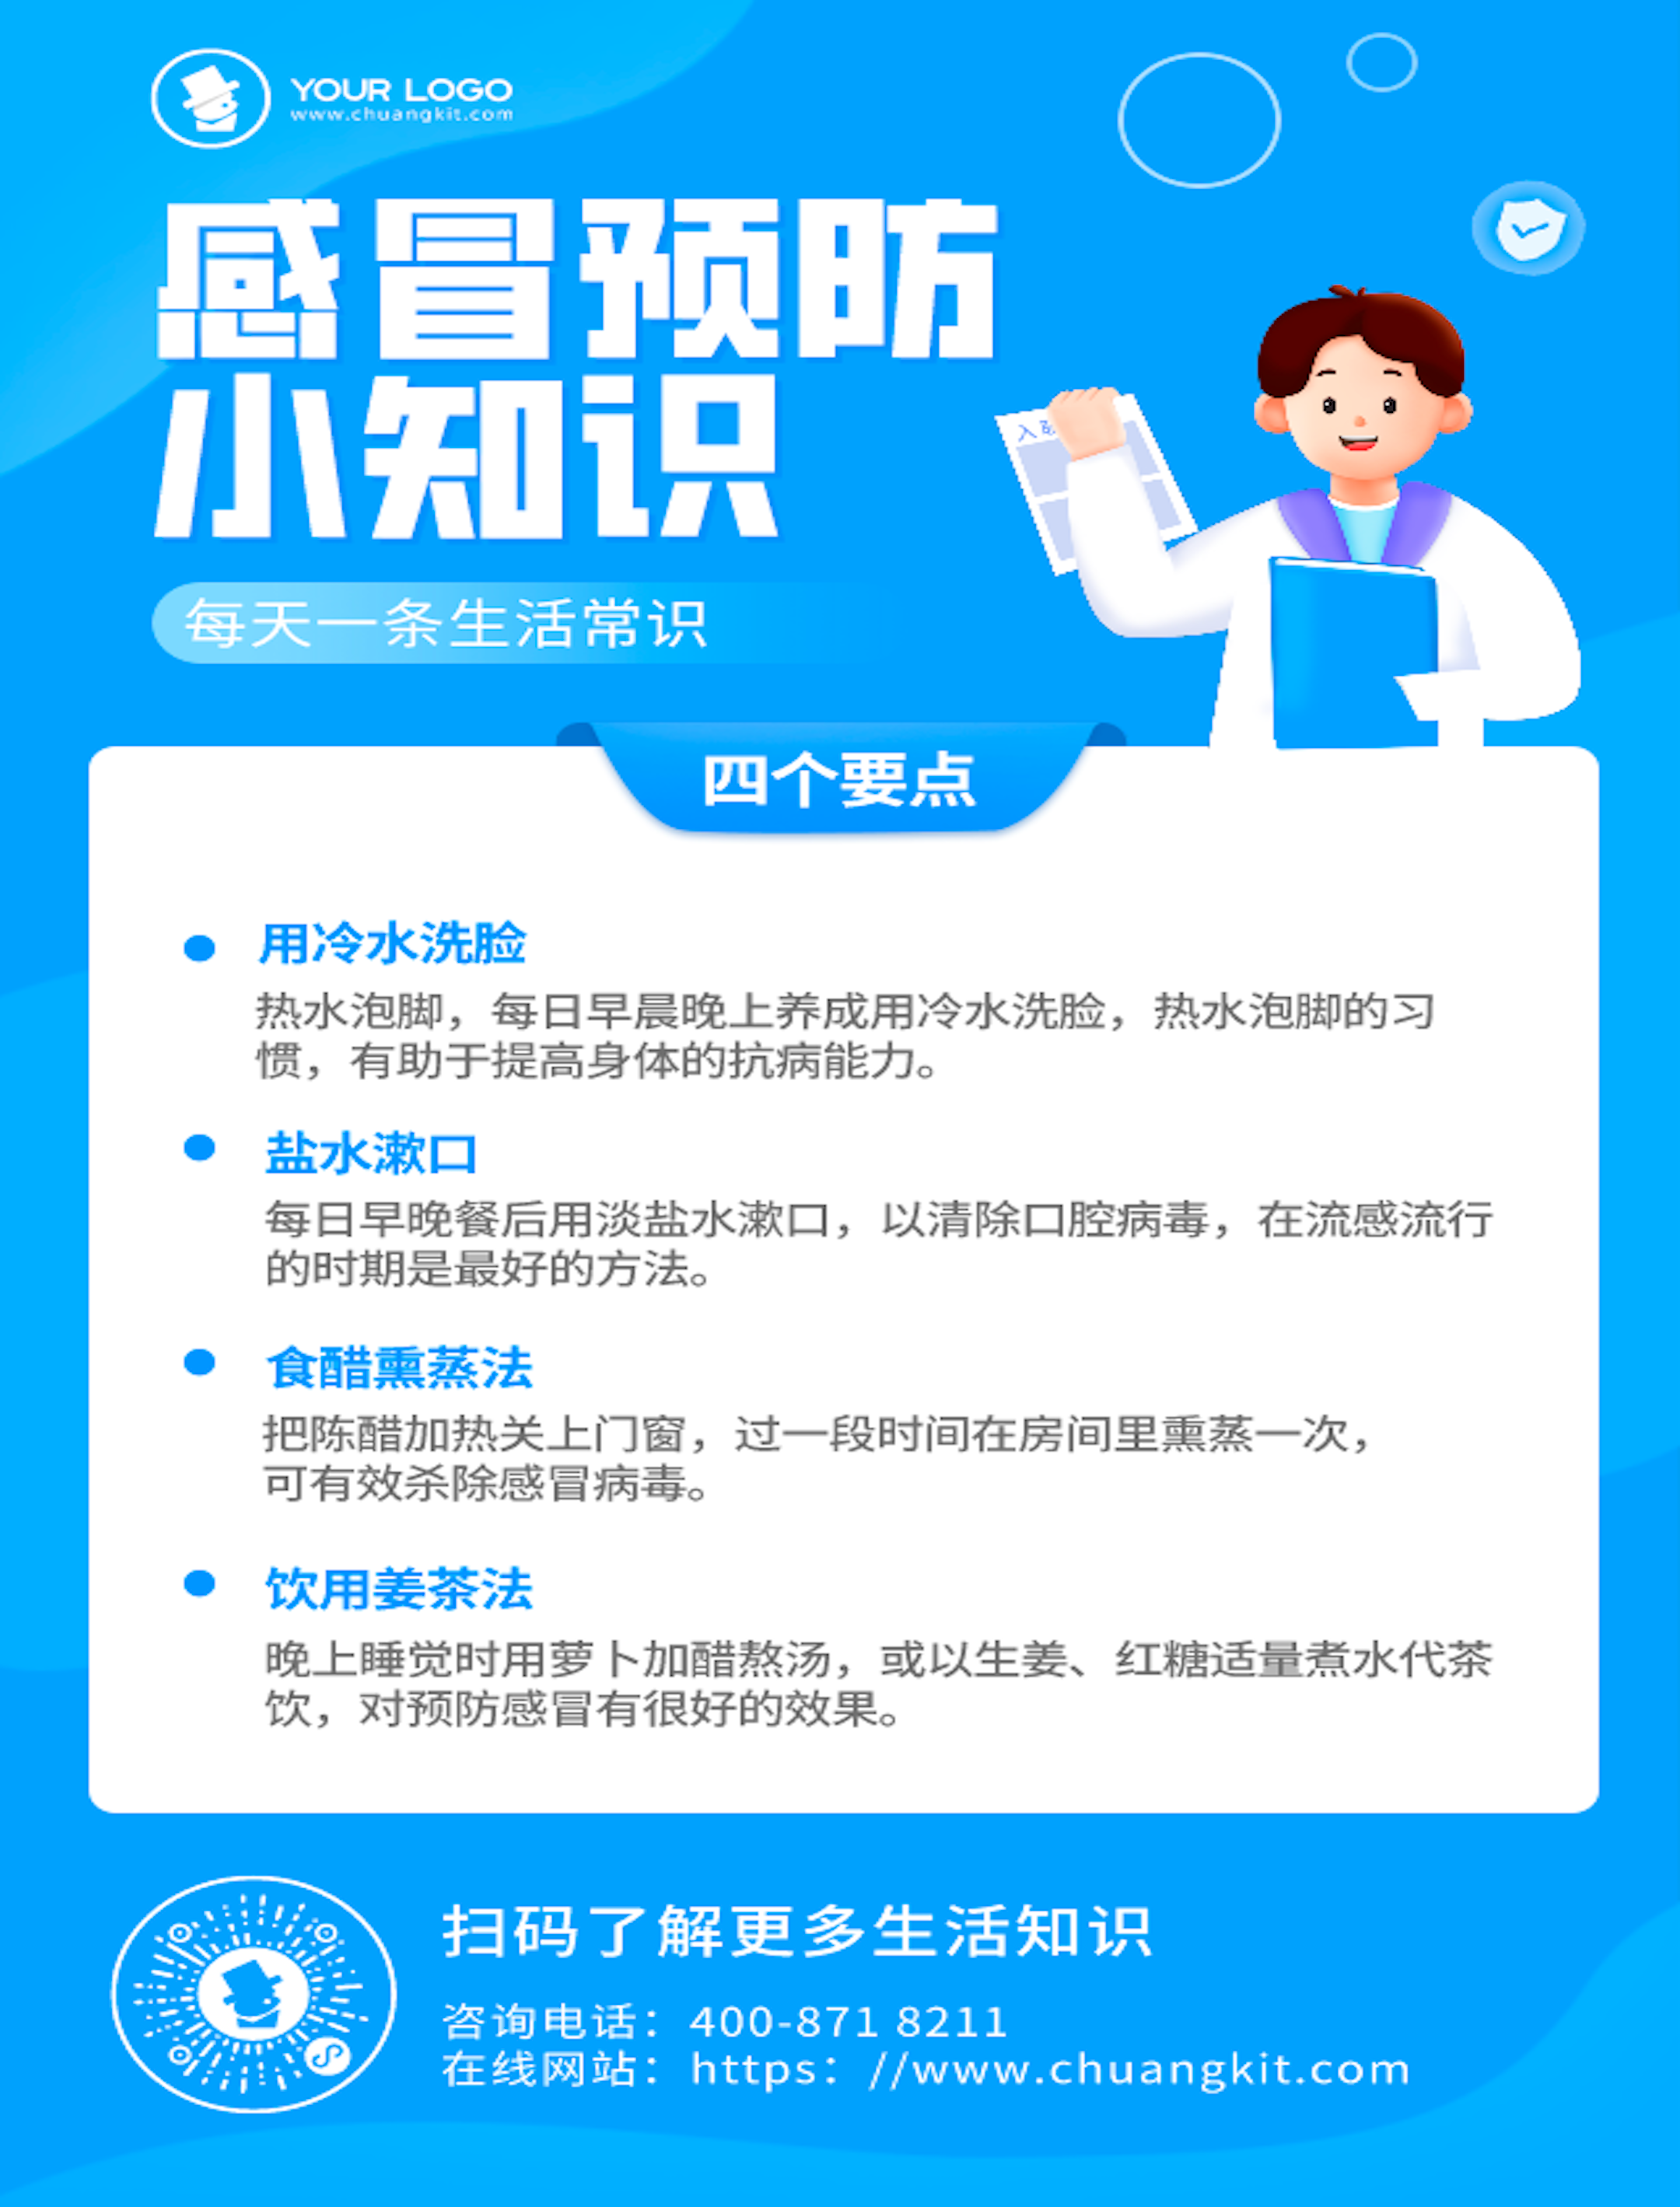 YOUR LOGO
www.chuangkit.com
感冒预防
小知识
每天一条生活常识
入
四个要点
用冷水洗脸
热水泡脚，每日早晨晚上养成用冷水洗脸，热水泡脚的习
惯，有助于提高身体的抗病能力。
盐水漱口
每日早晚餐后用淡盐水漱口，以清除口腔病毒，在流感流行
的时期是最好的方法。
食醋熏蒸法
把陈醋加热关上门窗，过一段时间在房间里熏蒸一次，
可有效杀除感冒病毒。
饮用姜茶法
晚上睡觉时用萝卜加醋熬汤，或以生姜、红糖适量煮水代茶
饮，对预防感冒有很好的效果。
扫码了解更多生活知识
咨询电话：400-871 8211
在线网站：https：//www.chuangkit.com